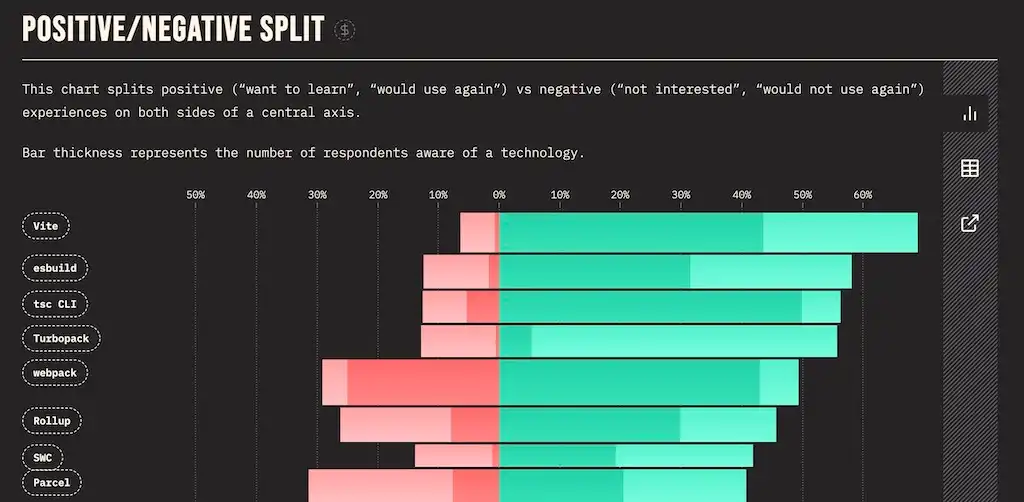 POSITIVE/NEGATIVE SPLIT $
This chart splits positive (“want to learn”, “would use again”) vs negative (“not interested”, “would not use again”)
experiences on both sides of a central axis.
Bar thickness represents the number of respondents aware of a technology.
50% 40% 30% 20% 10% 0% 10% 20% 30% 40% 50% 60%
Vite
esbuild
tsc CLI
Turbopack
webpack
Rollup
SWC
Parcel